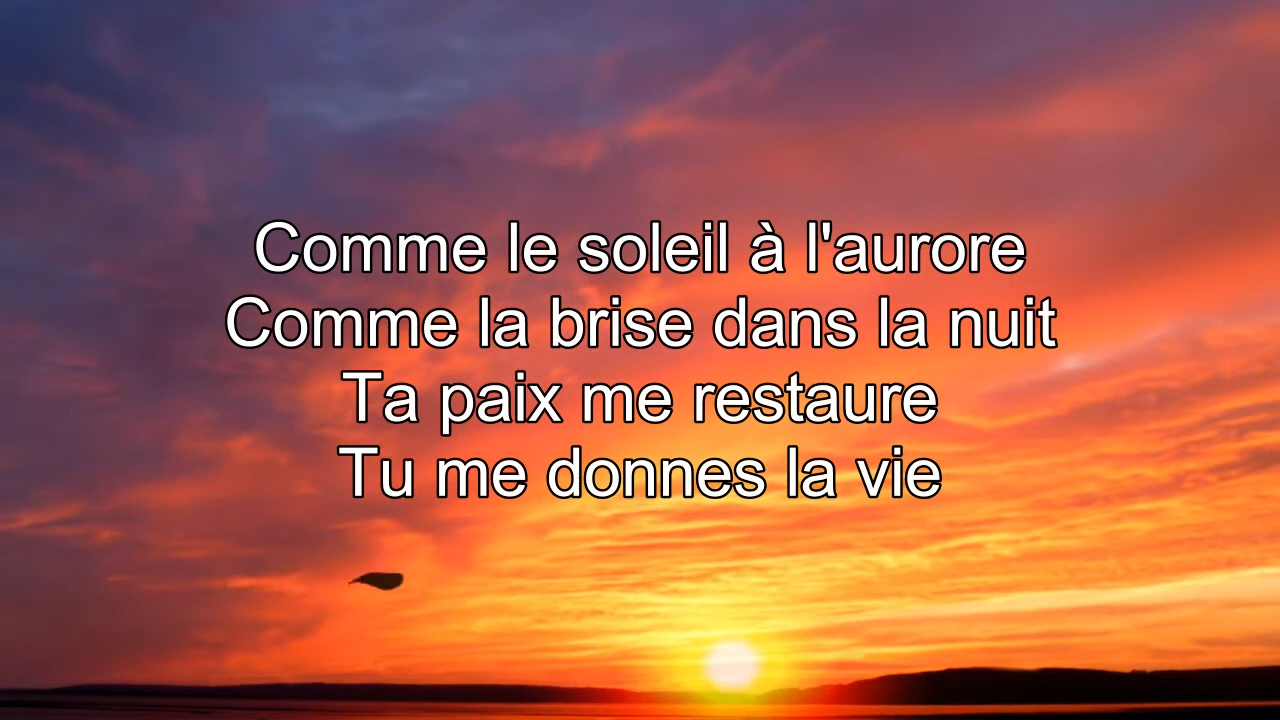 Comme le soleil à l'aurore
Comme la brise dans la nuit
Ta paix me restaure
Tu me donnes la vie